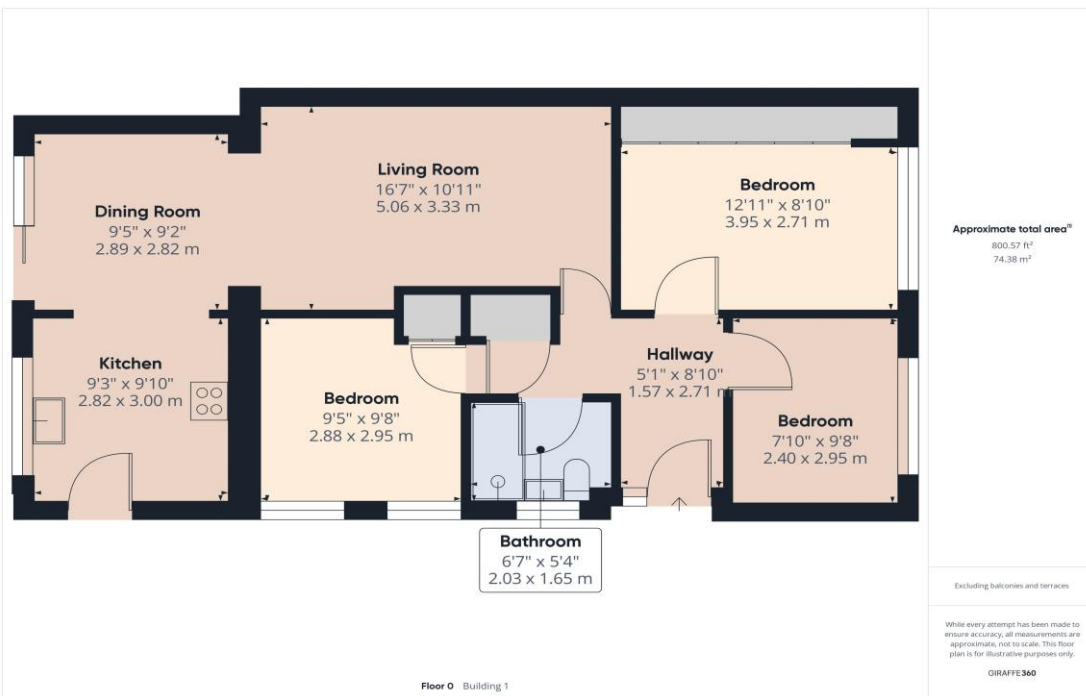 Living Room
16'7" x 10'11"
5.06 x 3.33 m
Bedroom
12'11" x 8'10"
3.95 x 2.71 m
Dining Room
9'5" x 9'2"
2.89 x 2.82 m
Kitchen
9'3" x 9'10"
2.82 x 3.00 m
Bedroom
9'5" x 9'8"
2.88 x 2.95 m
Hallway
5'1" x 8'10"
1.57 x 2.71 m
Bedroom
7'10" x 9'8"
2.40 x 2.95 m
Bathroom
6'7" x 5'4"
2.03 x 1.65 m
Floor 0 Building 1
Approximate total area
800.57 ft²
74.38 m²
Excluding balconies and terraces
While every attempt has been made to
ensure accuracy, all measurements are
approximate, not to scale. This floor
plan is for illustrative purposes only.
GIRAFFE360